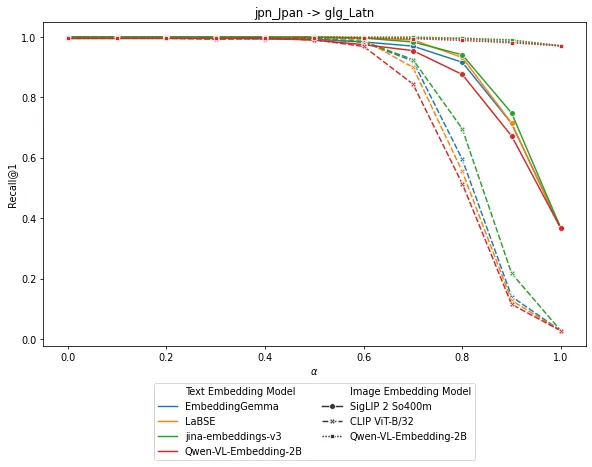 jpn_Jpan -> glg_Latn
Recall@1
1.0
0.8
0.6
0.4
0.2
0.0
0.0 0.2 0.4 0.6 0.8 1.0
α
Text Embedding Model
EmbeddingGemma
LaBSE
jina-embeddings-v3
Qwen-VL-Embedding-2B
Image Embedding Model
SigLIP 2 So400m
CLIP ViT-B/32
Qwen-VL-Embedding-2B